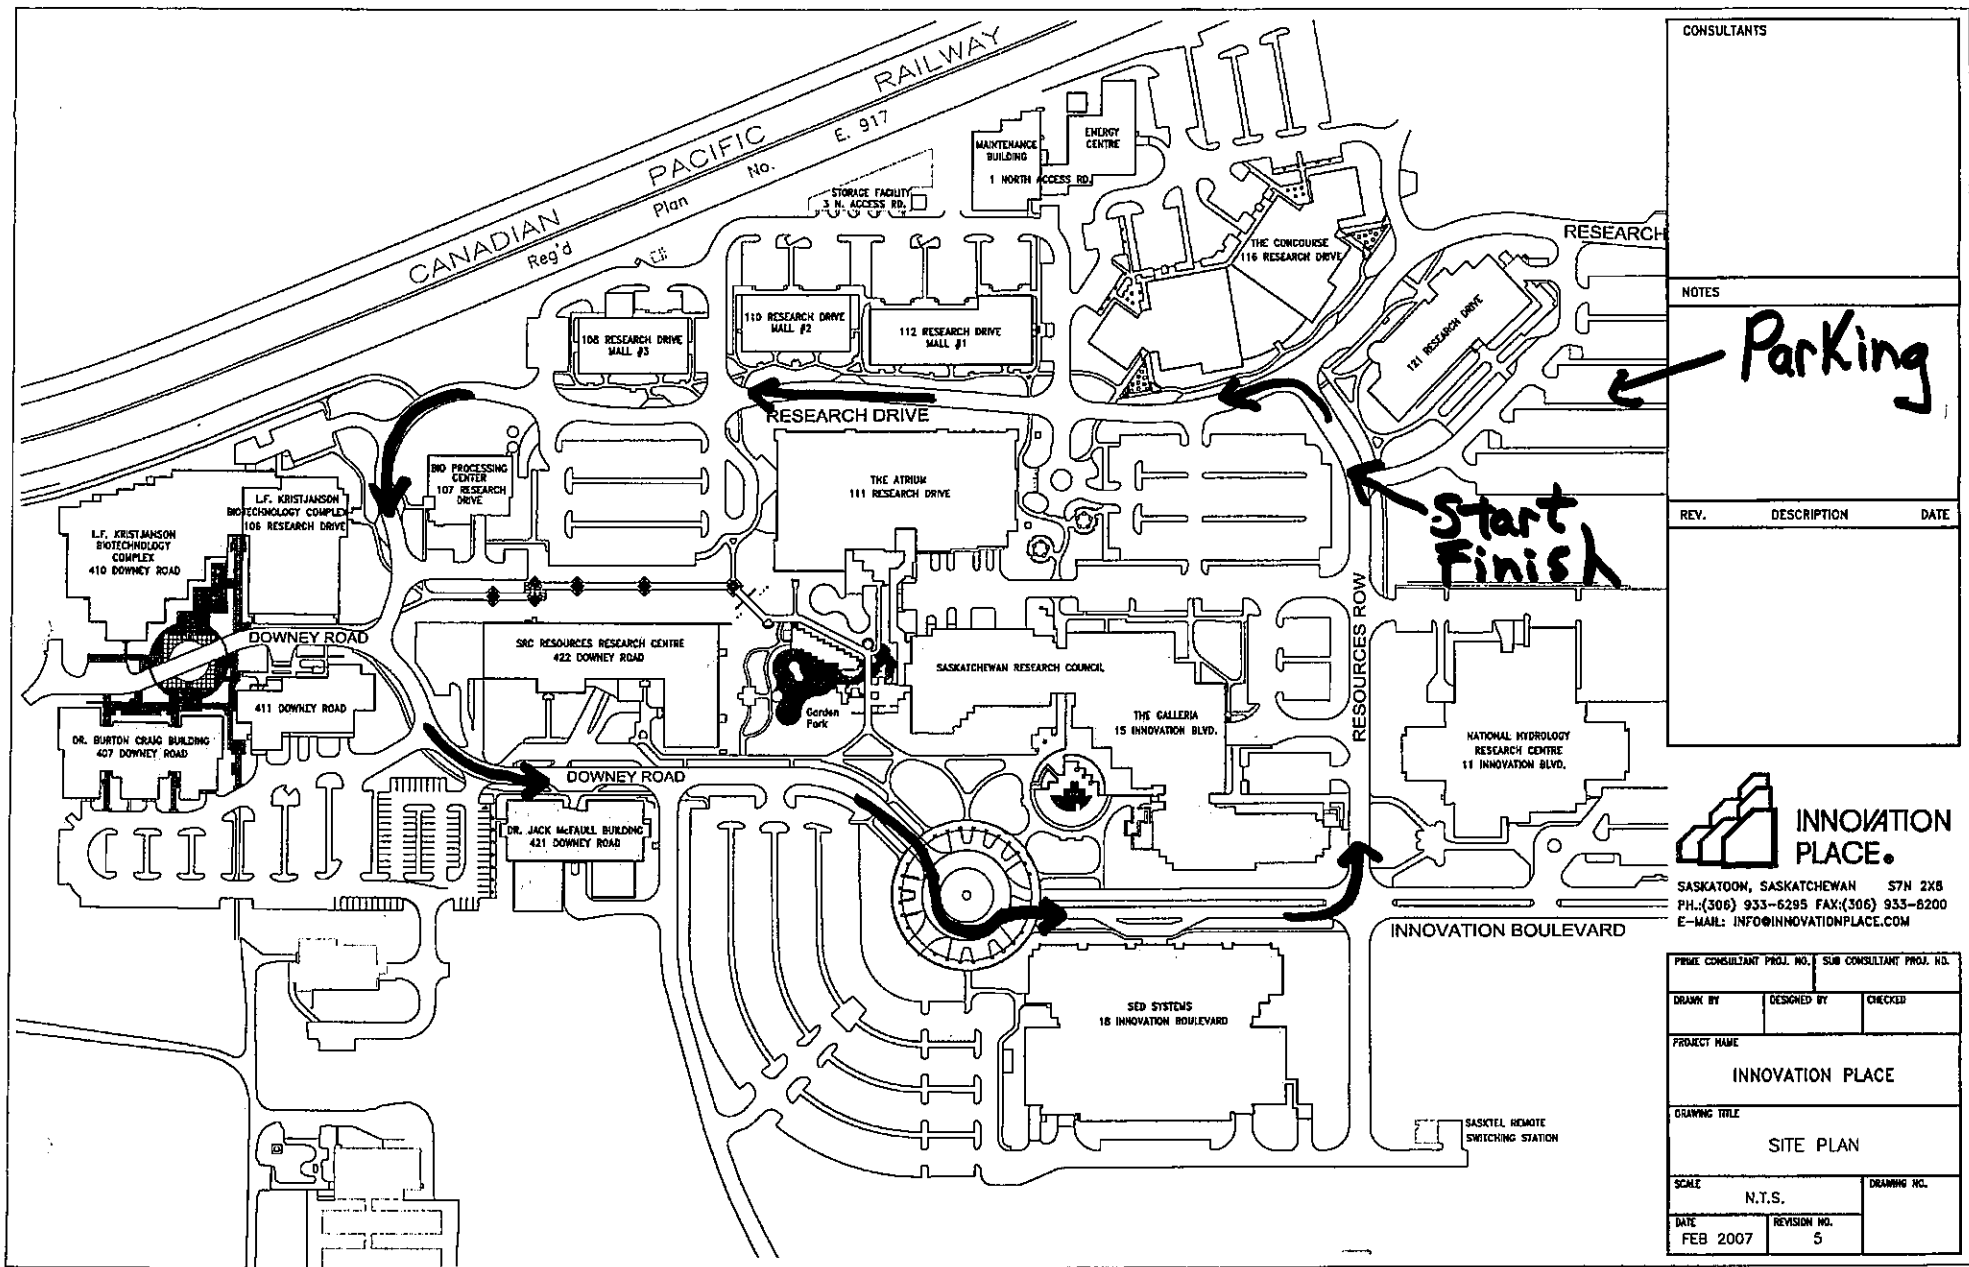 CANADIAN PACIFIC RAILWAY
Reg'd Plan No. E. 917
STORAGE FACILITY
3 N. ACCESS RD.
MAINTENANCE
BUILDING
1 NORTH ACCESS RD.
ENERGY
CENTRE
THE CONCOURSE
116 RESEARCH DRIVE
RESEARCH
121 RESEARCH DRIVE
108 RESEARCH DRIVE
MALL #3
110 RESEARCH DRIVE
MALL #2
112 RESEARCH DRIVE
MALL #1
RESEARCH DRIVE
Parking
Start
Finish
BIO PROCESSING
CENTER
107 RESEARCH
DRIVE
THE ATRIUM
111 RESEARCH DRIVE
L.F. KRISTJANSON
BIOTECHNOLOGY COMPLEX
106 RESEARCH DRIVE
L.F. KRISTJANSON
BIOTECHNOLOGY
COMPLEX
410 DOWNEY ROAD
DOWNEY ROAD
SRC RESOURCES RESEARCH CENTRE
422 DOWNEY ROAD
SASKATCHEWAN RESEARCH COUNCIL
RESOURCES ROW
411 DOWNEY ROAD
DR. BURTON CRAIG BUILDING
407 DOWNEY ROAD
Garden
Park
THE GALLERIA
15 INNOVATION BLVD.
NATIONAL HYDROLOGY
RESEARCH CENTRE
11 INNOVATION BLVD.
DOWNEY ROAD
DR. JACK McFAULL BUILDING
421 DOWNEY ROAD
INNOVATION BOULEVARD
SED SYSTEMS
18 INNOVATION BOULEVARD
SASKTEL REMOTE
SWITCHING STATION
CONSULTANTS
NOTES
REV. DESCRIPTION DATE
INNOVATION
PLACE.
SASKATOON, SASKATCHEWAN S7N 2X8
PH.:(306) 933-6295 FAX:(306) 933-8200
E-MAIL: INFO@INNOVATIONPLACE.COM
PRIME CONSULTANT PROJ. NO. SUB CONSULTANT PROJ. NO.
DRAWN BY DESIGNED BY CHECKED
PROJECT NAME
INNOVATION PLACE
DRAWING TITLE
SITE PLAN
SCALE
N.T.S.
DRAWING NO.
DATE
FEB 2007
REVISION NO.
5